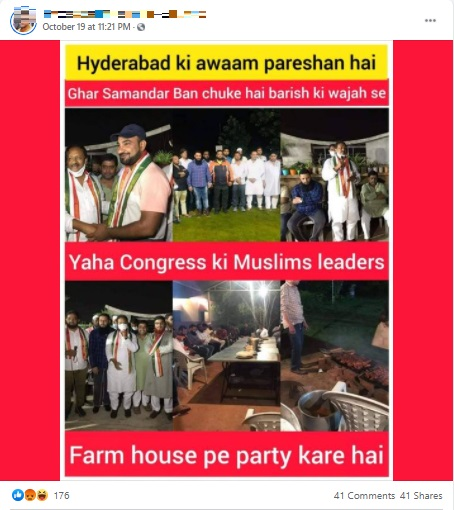 October 19 at 11:21 PM ·
Hyderabad ki awaam pareshan hai
Ghar Samandar Ban chuke hai barish ki wajah se
Yaha Congress ki Muslims leaders
Farm house pe party kare hai
176
41 Comments 41 Shares